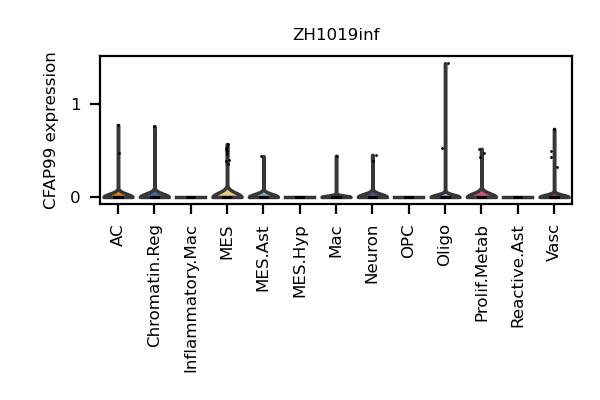 ZH1019inf
CFAP99 expression
1
0
AC
Chromatin.Reg
Inflammatory.Mac
MES
MES.Ast
MES.Hyp
Mac
Neuron
OPC
Oligo
Prolif.Metab
Reactive.Ast
Vasc